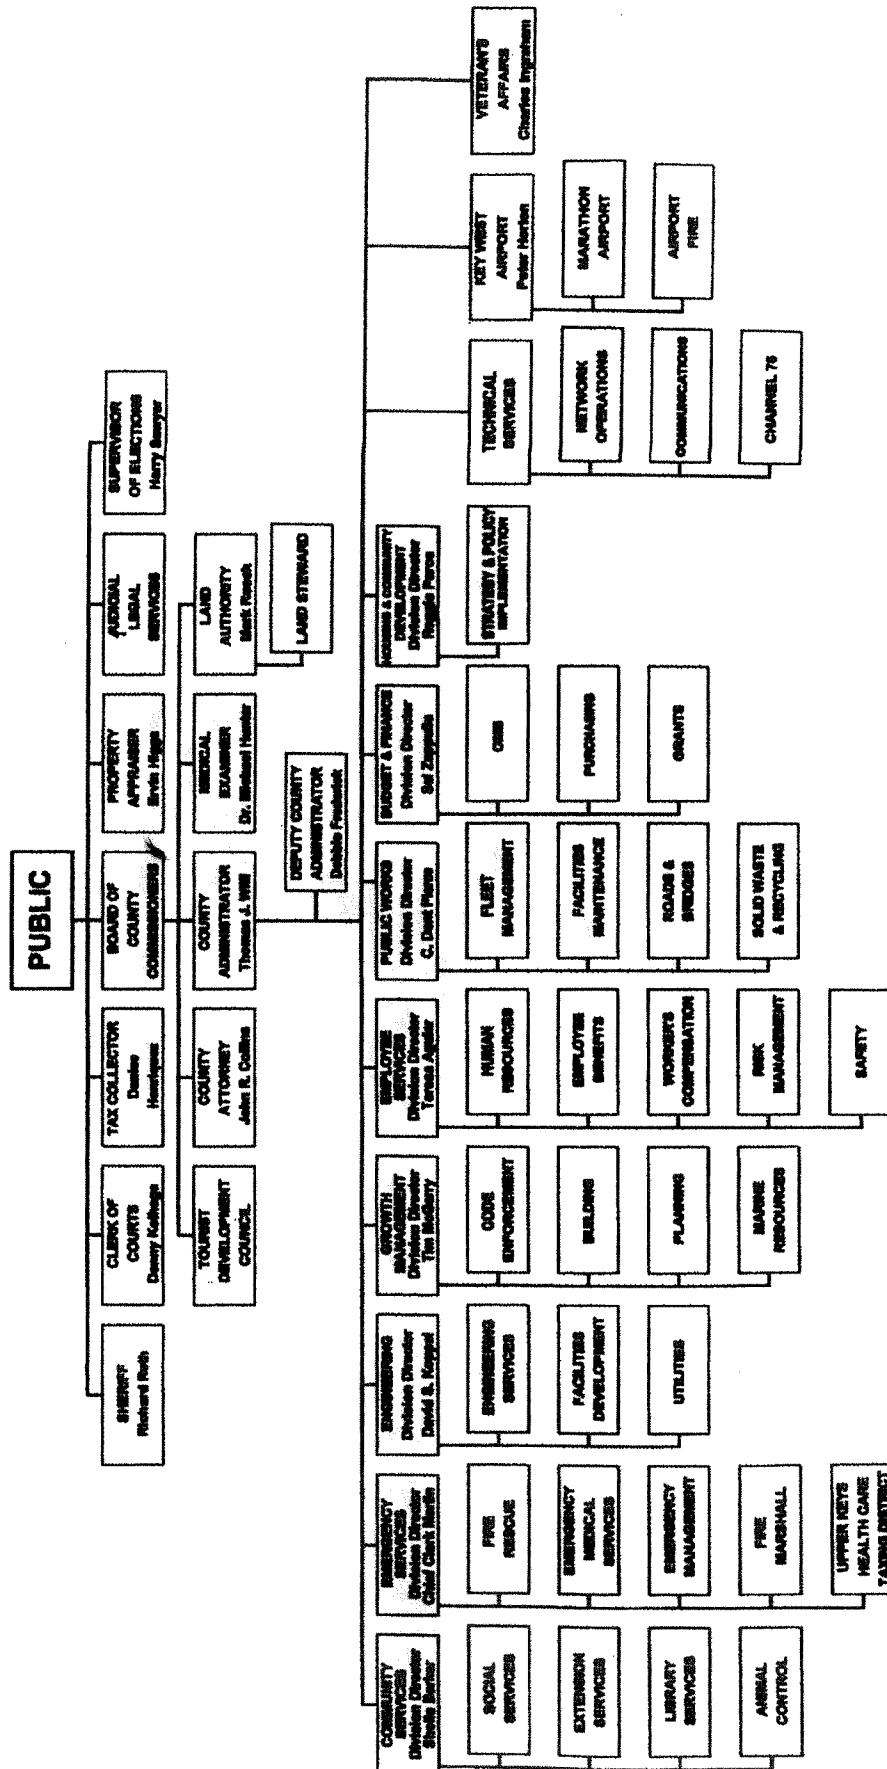 PUBLIC
SHERIFF
Richard Roth
CLERK OF
COURTS
Danny Kolhage
TAX COLLECTOR
Danise
Henriquez
BOARD OF
COUNTY
COMMISSIONERS
PROPERTY
APPRAISER
Ervin Higgs
JUDICIAL
LEGAL
SERVICES
SUPERVISOR
OF ELECTIONS
Harry Sawyer
TOURIST
DEVELOPMENT
COUNCIL
COUNTY
ATTORNEY
John R. Collins
COUNTY
ADMINISTRATOR
Thomas J. Willi
MEDICAL
EXAMINER
Dr. Hunter
LAND
AUTHORITY
Mark Rosch
LAND STEWARD
DEPUTY COUNTY
ADMINISTRATOR
Debbie Frederick
COMMUNITY
SERVICES
Division Director
Sheila Barker
SOCIAL
SERVICES
EXTENSION
SERVICES
LIBRARY
SERVICES
ANIMAL
CONTROL
EMERGENCY
SERVICES
Division Director
Chief Clark Martin
FIRE
RESCUE
EMERGENCY
MEDICAL
SERVICES
EMERGENCY
MANAGEMENT
FIRE
MARSHALL
UPPER KEYS
HEALTH CARE
TAXING DISTRICT
ENGINEERING
Division Director
David S. Koppel
ENGINEERING
SERVICES
FACILITIES
DEVELOPMENT
UTILITIES
GROWTH
MANAGEMENT
Division Director
Tim McGarry
CODE
ENFORCEMENT
BUILDING
PLANNING
MARINE
RESOURCES
EMPLOYEE
SERVICES
Division Director
Teresa Aguiar
HUMAN
RESOURCES
EMPLOYEE
BENEFITS
WORKER'S
COMPENSATION
RISK
MANAGEMENT
SAFETY
PUBLIC WORKS
Division Director
C. Dent Pierce
FLEET
MANAGEMENT
FACILITIES
MAINTENANCE
ROADS &
BRIDGES
SOLID WASTE
& RECYCLING
BUDGET & FINANCE
Division Director
Sal Zappulla
OMB
PURCHASING
GRANTS
HOUSING & COMMUNITY
DEVELOPMENT
Division Director
Reggie Paros
STRATEGY & POLICY
IMPLEMENTATION
TECHNICAL
SERVICES
NETWORK
OPERATIONS
COMMUNICATIONS
CHANNEL 76
KEY WEST
AIRPORT
Peter Horton
MARATHON
AIRPORT
AIRPORT
FIRE
VETERAN'S
AFFAIRS
Charles Ingraham